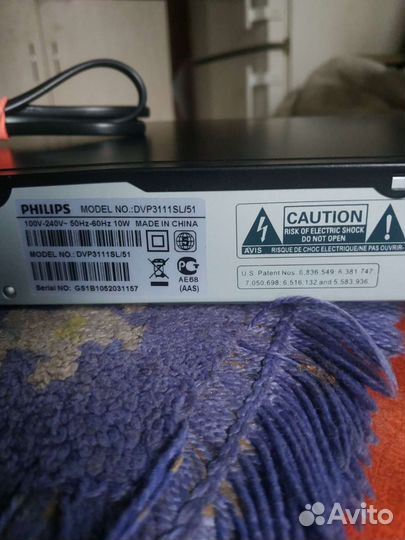 PHILIPS MODEL NO.:DVP3111SL/51
100V-240V~ 50Hz-60Hz 10W MADE IN CHINA
MODEL NO.: DVP3111SL/51
Serial NO.: GS1B1052031157
AE68
(AAS)
CAUTION
RISK OF ELECTRIC SHOCK
DO NOT OPEN
AVIS
RISQUE DE CHOC ELECTRIQUE/NE PAS OUVRIR
U.S. Patent Nos. 6,836,549; 6,381,747;
7,050,698; 6,516,132 and 5,583,936.
Avito